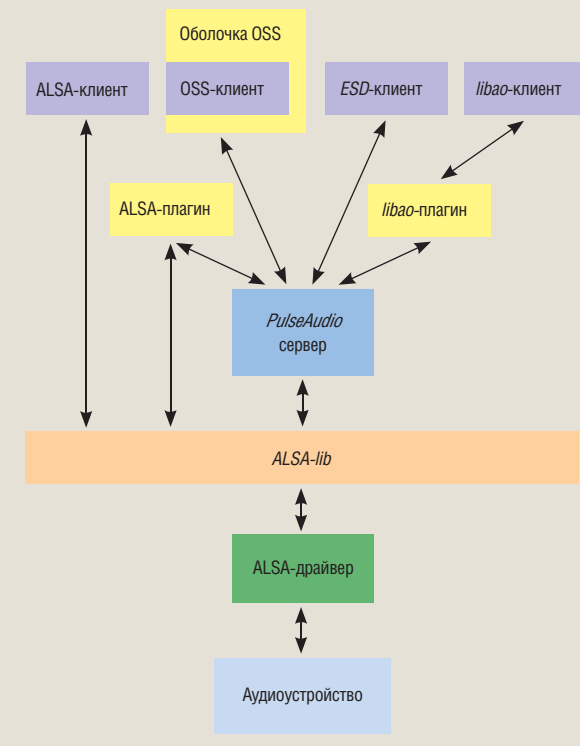 Оболочка OSS
ALSA-клиент
OSS-клиент
ESD-клиент
libao-клиент
ALSA-плагин
libao-плагин
PulseAudio
сервер
ALSA-lib
ALSA-драйвер
Аудиоустройство